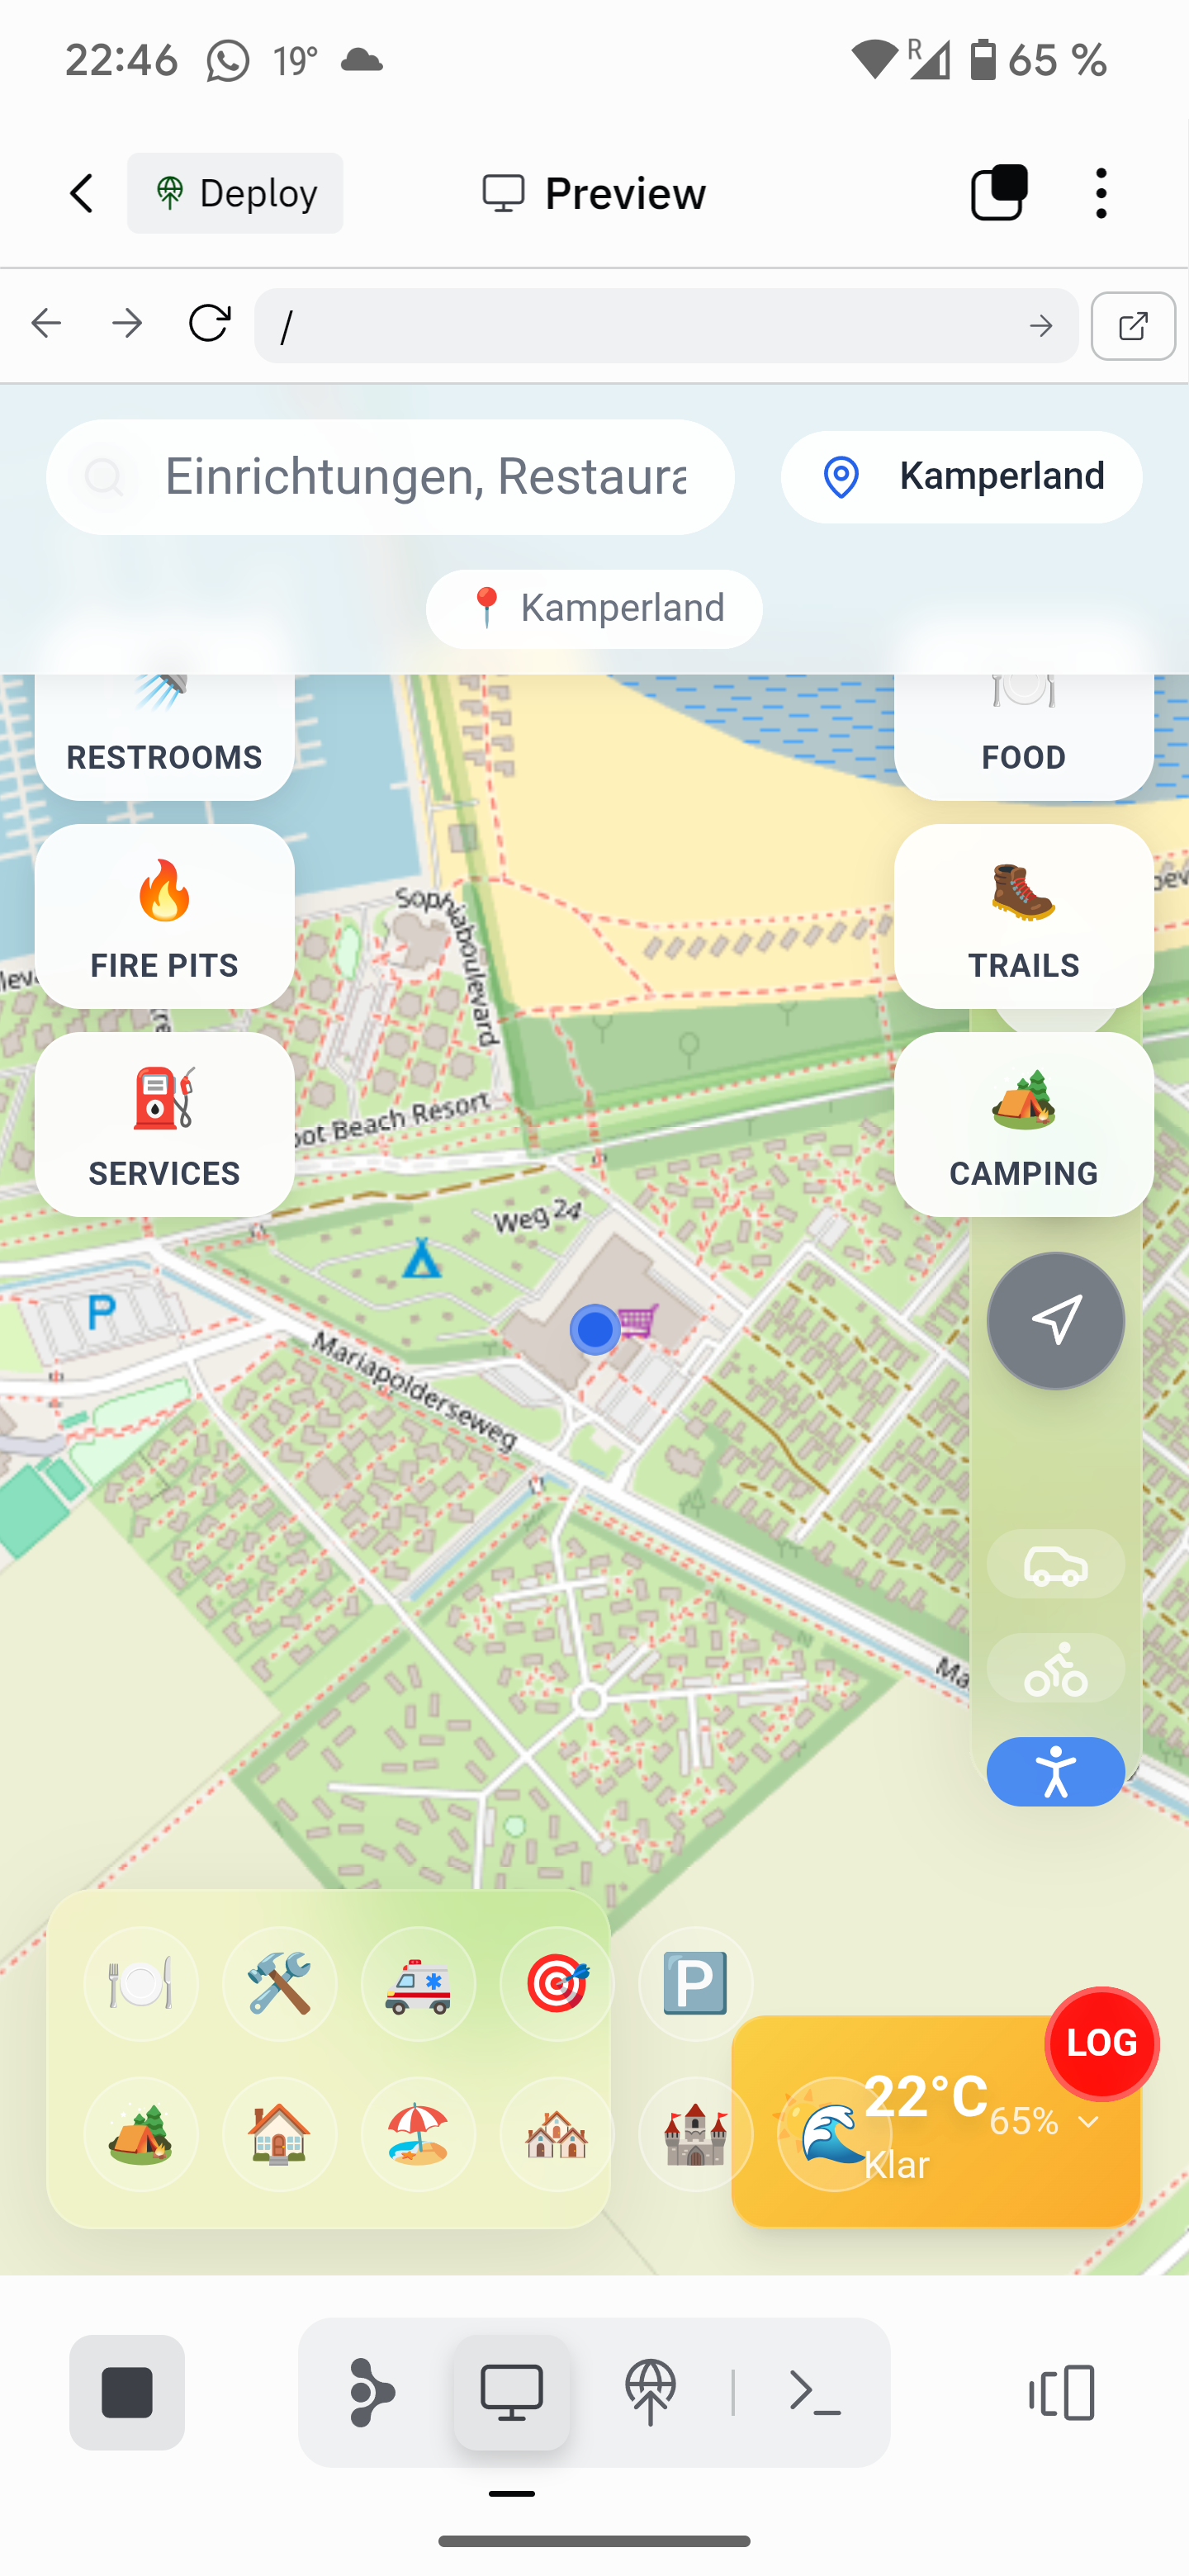 22:46 19° R 65 %
Deploy Preview
/
Einrichtungen, Restaura
Kamperland
📍 Kamperland
RESTROOMS
FOOD
FIRE PITS
TRAILS
SERVICES
CAMPING
Sophiaboulevard
oot Beach Resort
Weg 24
P
Mariapolderseweg
Ma
P
LOG
22°C
65%
Klar